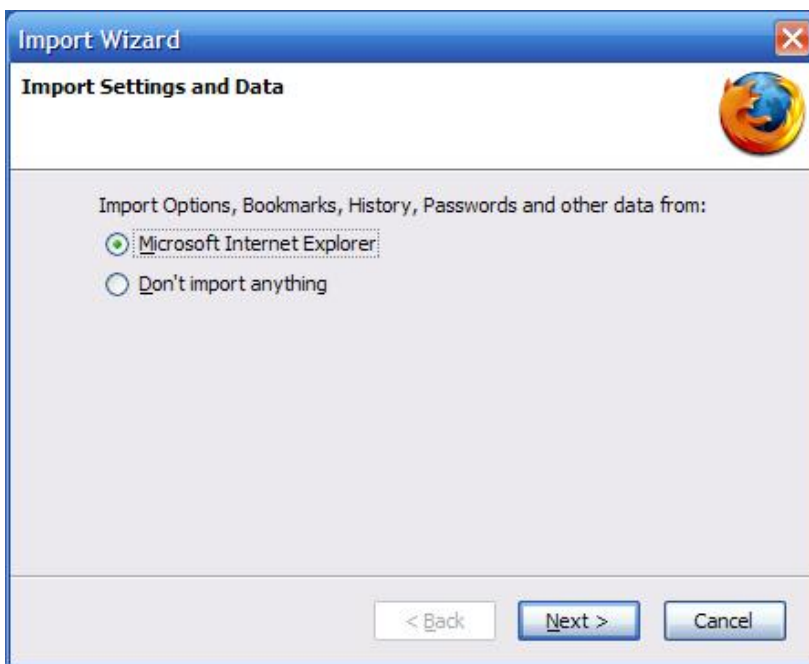 Import Wizard
Import Settings and Data
Import Options, Bookmarks, History, Passwords and other data from:
Microsoft Internet Explorer
Don't import anything
< Back Next > Cancel